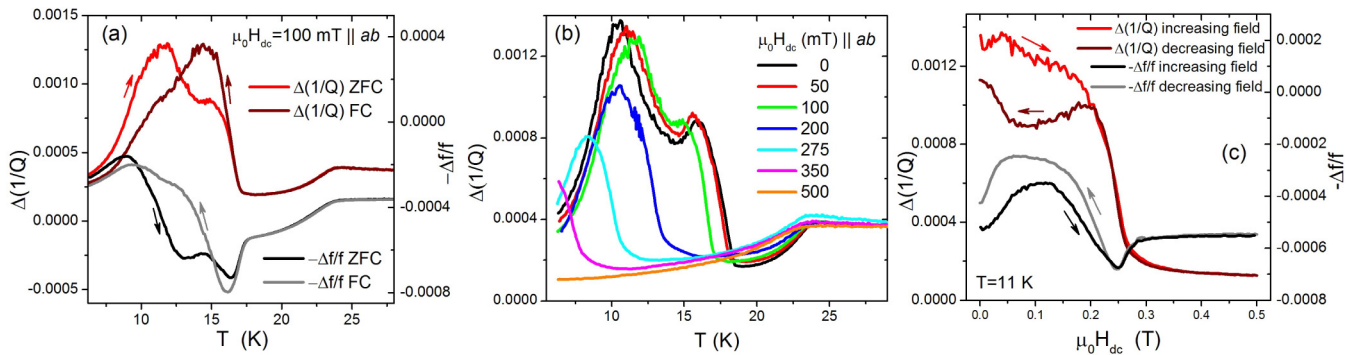 (a)
μ₀H_dc=100 mT || ab
Δ(1/Q) ZFC
Δ(1/Q) FC
−Δf/f ZFC
−Δf/f FC
0.0015
0.0010
0.0005
0.0000
-0.0005
Δ(1/Q)
0.0004
0.0000
-0.0004
-0.0008
−Δf/f
10 15 20 25
T (K)
(b)
μ₀H_dc (mT) || ab
0
50
100
200
275
350
500
0.0012
0.0008
0.0004
0.0000
Δ(1/Q)
10 15 20 25
T (K)
Δ(1/Q) increasing field
Δ(1/Q) decreasing field
-Δf/f increasing field
-Δf/f decreasing field
(c)
T=11 K
0.0012
0.0008
0.0004
0.0000
Δ(1/Q)
0.0002
0.0000
-0.0002
-0.0004
-0.0006
-0.0008
-Δf/f
0.0 0.1 0.2 0.3 0.4 0.5
μ₀H_dc (T)